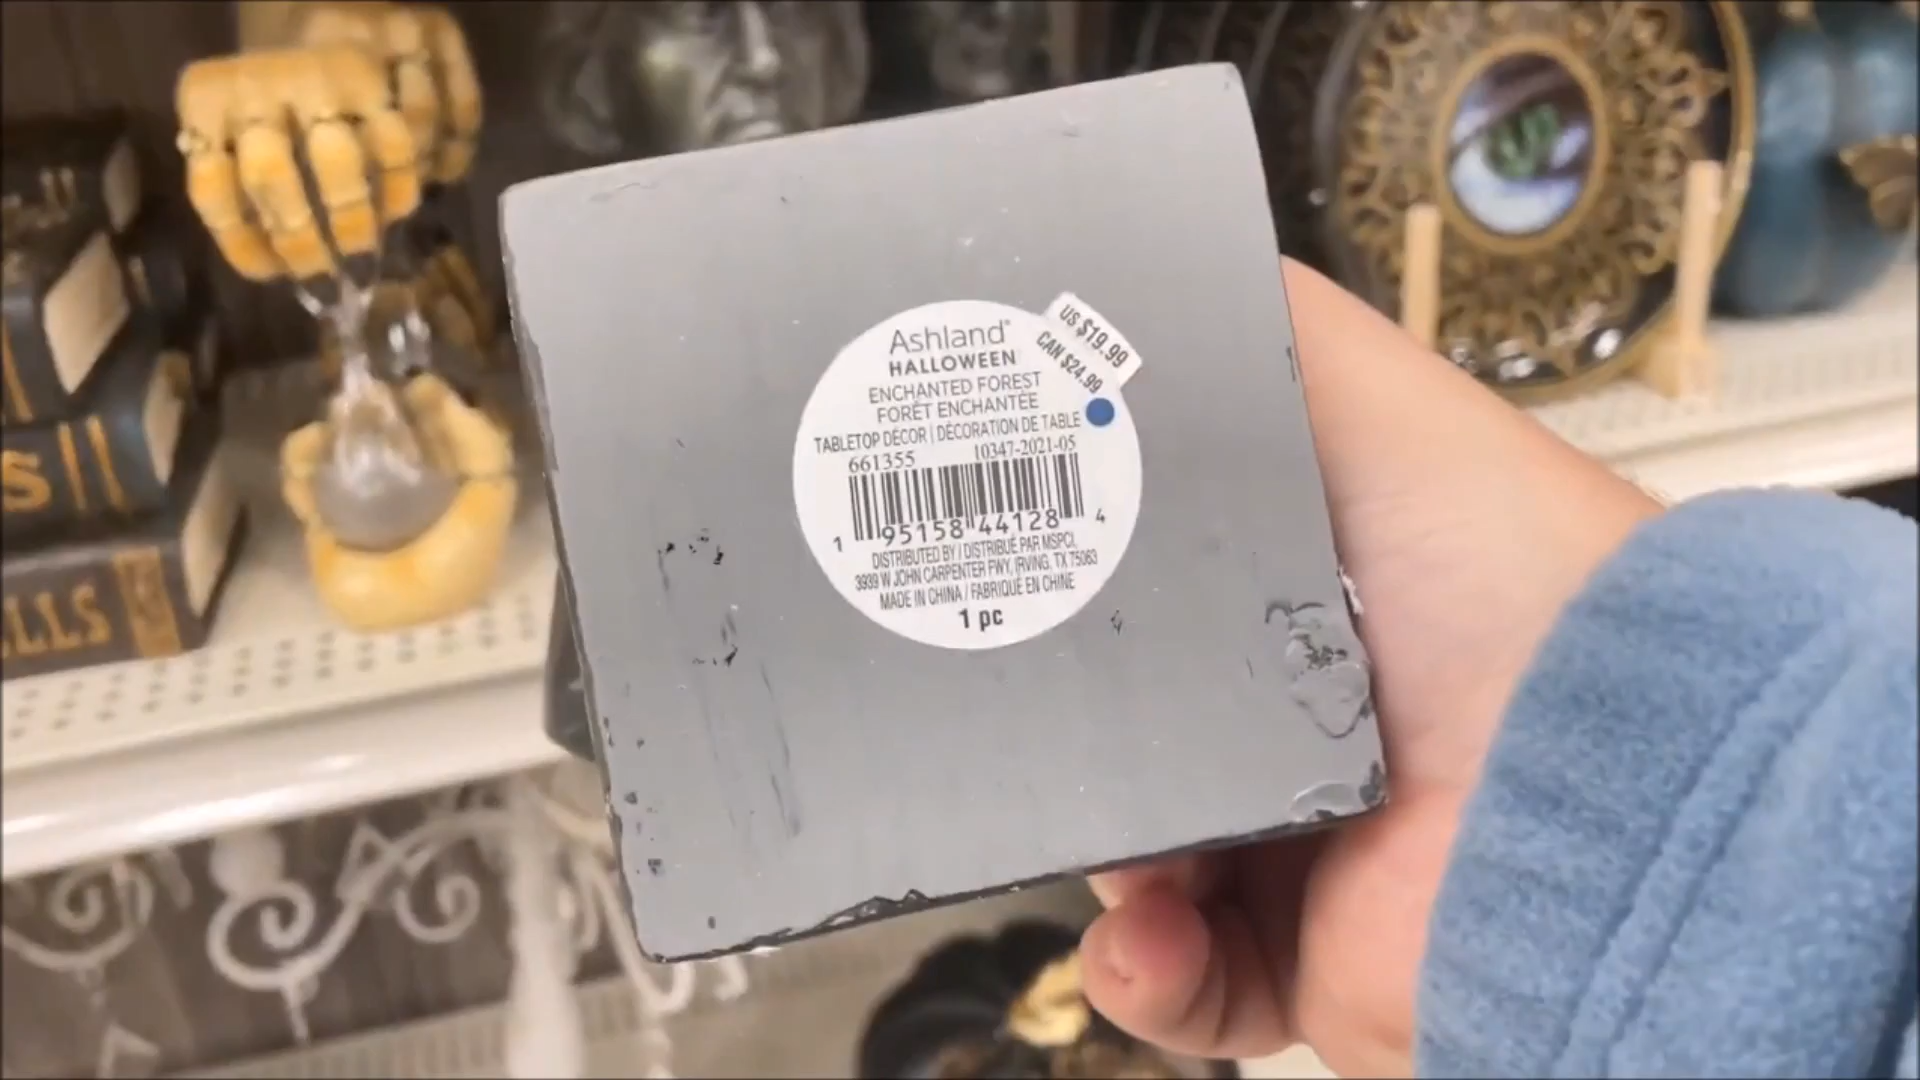 Ashland®
HALLOWEEN
ENCHANTED FOREST
FORÊT ENCHANTÉE
TABLETOP DÉCOR | DÉCORATION DE TABLE
661355 10347-2021-05
1 95158 44128 4
DISTRIBUTED BY / DISTRIBUÉ PAR MSPCI,
3939 W JOHN CARPENTER FWY, IRVING, TX 75063
MADE IN CHINA / FABRIQUÉ EN CHINE
1 pc
US $19.99
CAN $24.99
S
LLS